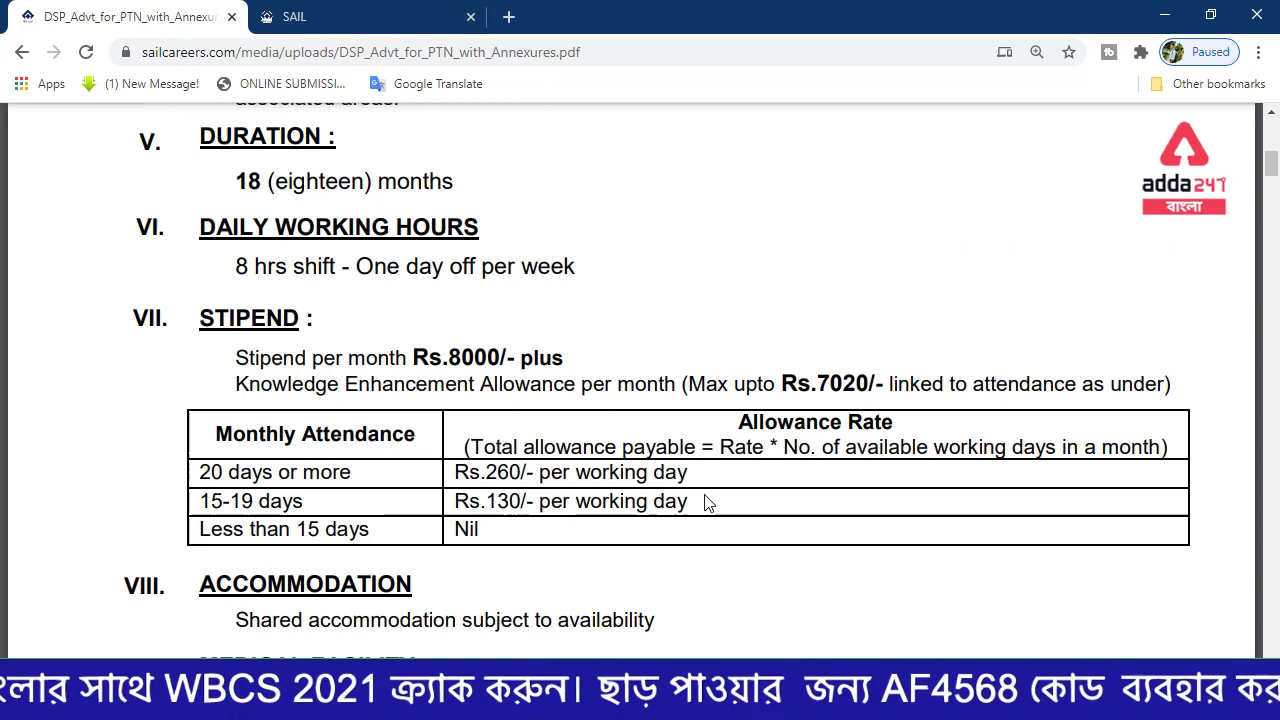 DSP_Advt_for_PTN_with_Annexur
SAIL
sailcareers.com/media/uploads/DSP_Advt_for_PTN_with_Annexures.pdf
Paused
Apps
(1) New Message!
ONLINE SUBMISSI...
Google Translate
Other bookmarks
associated areas.
V. DURATION :
18 (eighteen) months
VI. DAILY WORKING HOURS
8 hrs shift - One day off per week
VII. STIPEND :
Stipend per month Rs.8000/- plus
Knowledge Enhancement Allowance per month (Max upto Rs.7020/- linked to attendance as under)
Monthly Attendance
Allowance Rate
(Total allowance payable = Rate * No. of available working days in a month)
20 days or more Rs.260/- per working day
15-19 days Rs.130/- per working day
Less than 15 days Nil
VIII. ACCOMMODATION
Shared accommodation subject to availability
adda247
বাংলা
ংলার সাথে WBCS 2021 ক্র্যাক করুন। ছাড় পাওয়ার জন্য AF4568 কোড ব্যবহার কর